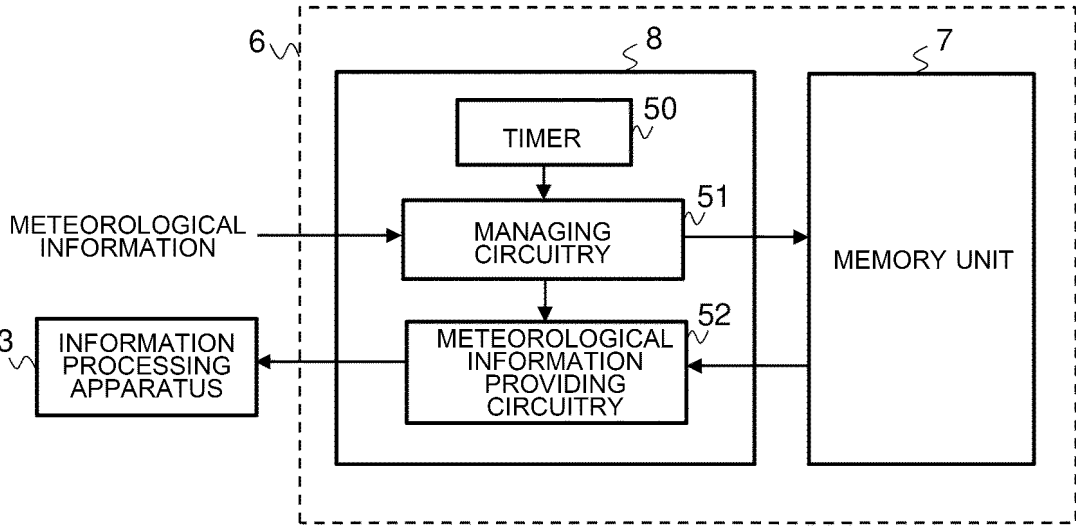 6
8
7
50
TIMER
51
METEOROLOGICAL
INFORMATION
MANAGING
CIRCUITRY
MEMORY UNIT
52
3
INFORMATION
PROCESSING
APPARATUS
METEOROLOGICAL
INFORMATION
PROVIDING
CIRCUITRY